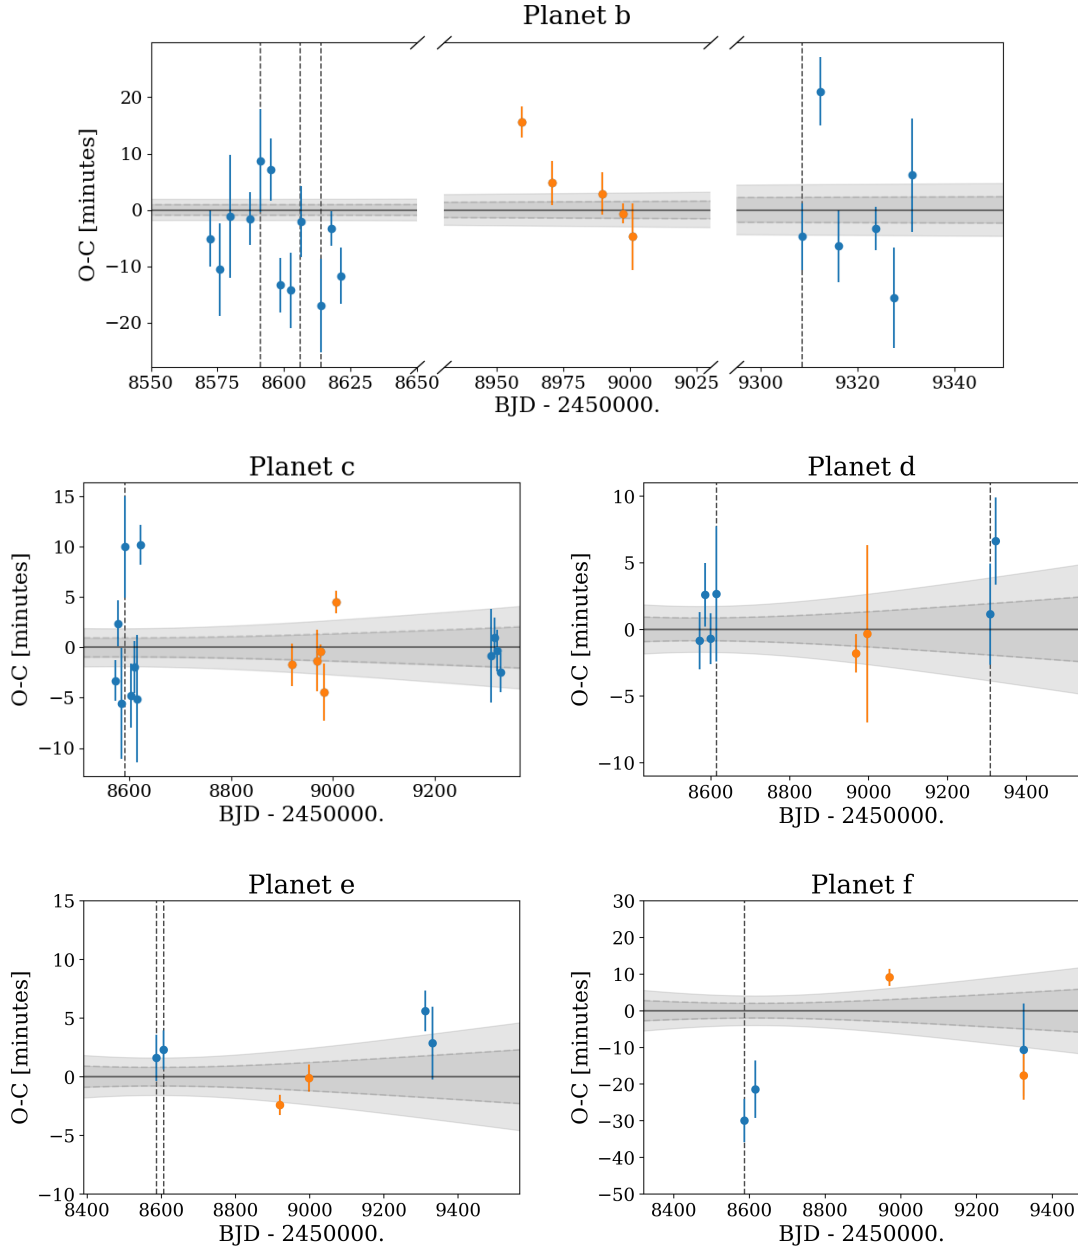 Planet b
O-C [minutes]
20
10
0
−10
−20
8550 8575 8600 8625 8650 8950 8975 9000 9025 9300 9320 9340
BJD - 2450000.
Planet c
O-C [minutes]
15
10
5
0
−5
−10
8600 8800 9000 9200
BJD - 2450000.
Planet d
O-C [minutes]
10
5
0
−5
−10
8600 8800 9000 9200 9400
BJD - 2450000.
Planet e
O-C [minutes]
15
10
5
0
−5
−10
8400 8600 8800 9000 9200 9400
BJD - 2450000.
Planet f
O-C [minutes]
30
20
10
0
−10
−20
−30
−40
−50
8400 8600 8800 9000 9200 9400
BJD - 2450000.